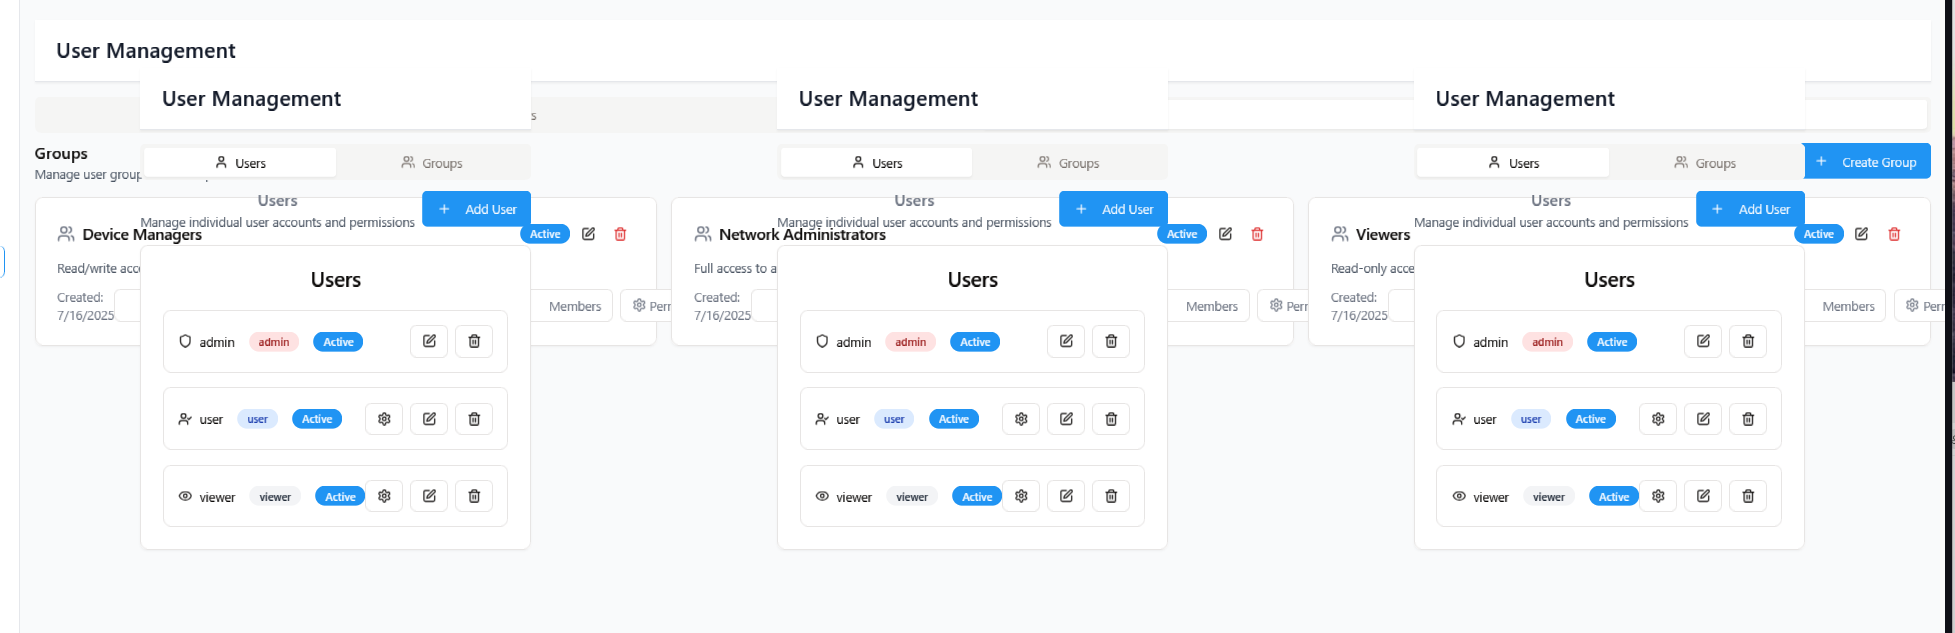 User Management
User Management
User Management
User Management
s
Groups
Manage user group
Users
Groups
Users
Groups
Users
Groups
+ Create Group
Users
Manage individual user accounts and permissions
+ Add User
Users
Manage individual user accounts and permissions
+ Add User
Users
Manage individual user accounts and permissions
+ Add User
Device Managers
Active
Network Administrators
Active
Viewers
Active
Read/write acc
Full access to a
Read-only acce
Created:
7/16/2025
Members
Perr
Created:
7/16/2025
Members
Perr
Created:
7/16/2025
Members
Perr
Users
admin admin Active
user user Active
viewer viewer Active
Users
admin admin Active
user user Active
viewer viewer Active
Users
admin admin Active
user user Active
viewer viewer Active